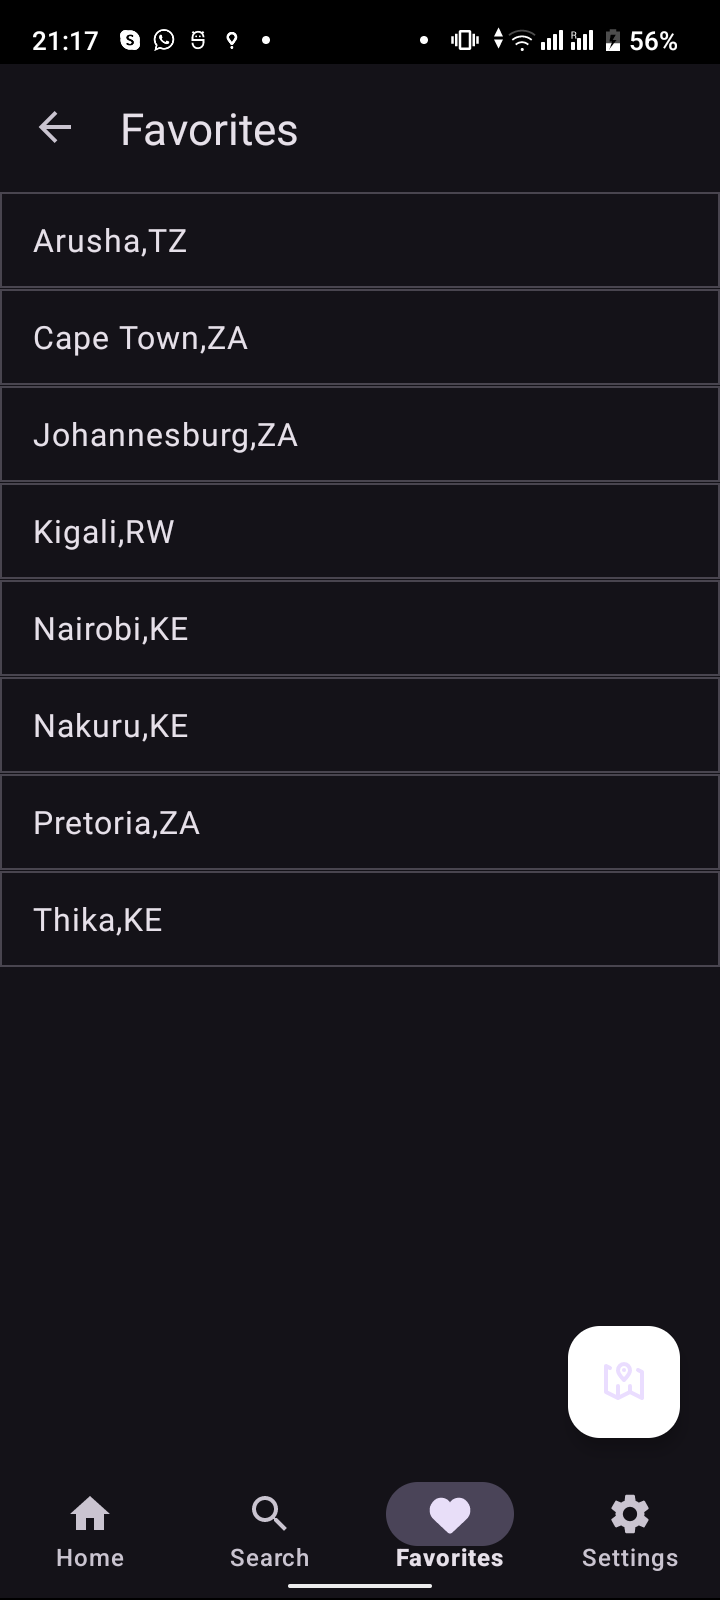 21:17 56%
Favorites
Arusha,TZ
Cape Town,ZA
Johannesburg,ZA
Kigali,RW
Nairobi,KE
Nakuru,KE
Pretoria,ZA
Thika,KE
Home Search Favorites Settings